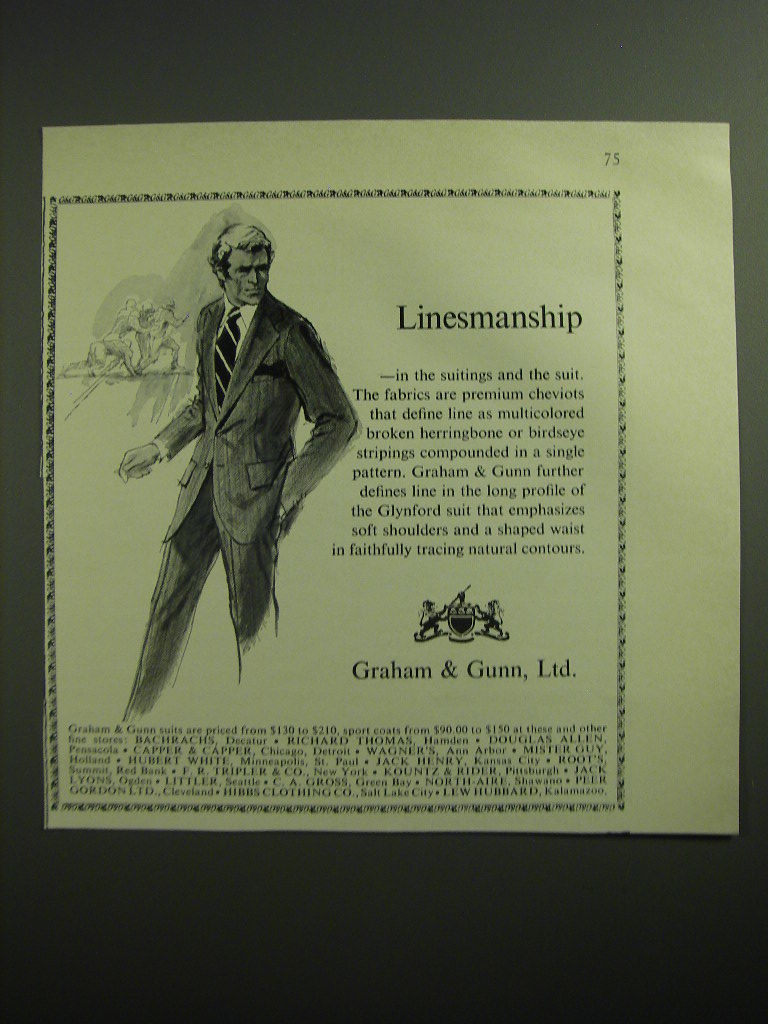 75
Linesmanship
—in the suitings and the suit.
The fabrics are premium cheviots
that define line as multicolored
broken herringbone or birdseye
stripings compounded in a single
pattern. Graham & Gunn further
defines line in the long profile of
the Glynford suit that emphasizes
soft shoulders and a shaped waist
in faithfully tracing natural contours.
Graham & Gunn, Ltd.
Graham & Gunn suits are priced from $130 to $210, sport coats from $90.00 to $150 at these and other
fine stores: BACHRACHS, Decatur • RICHARD THOMAS, Hamden • DOUGLAS ALLEN,
Pensacola • CAPPER & CAPPER, Chicago, Detroit • WAGNER'S, Ann Arbor • MISTER GUY,
Holland • HUBERT WHITE, Minneapolis, St. Paul • JACK HENRY, Kansas City • ROOT'S,
Summit, Red Bank • F. R. TRIPLER & CO., New York • KOUNTZ & RIDER, Pittsburgh • JACK
LYONS, Ogden • LITTLER, Seattle • C. A. GROSS, Green Bay • NORTH-AIRE, Shawano • PEER
GORDON LTD., Cleveland • HIBBS CLOTHING CO., Salt Lake City • LEW HUBBARD, Kalamazoo.